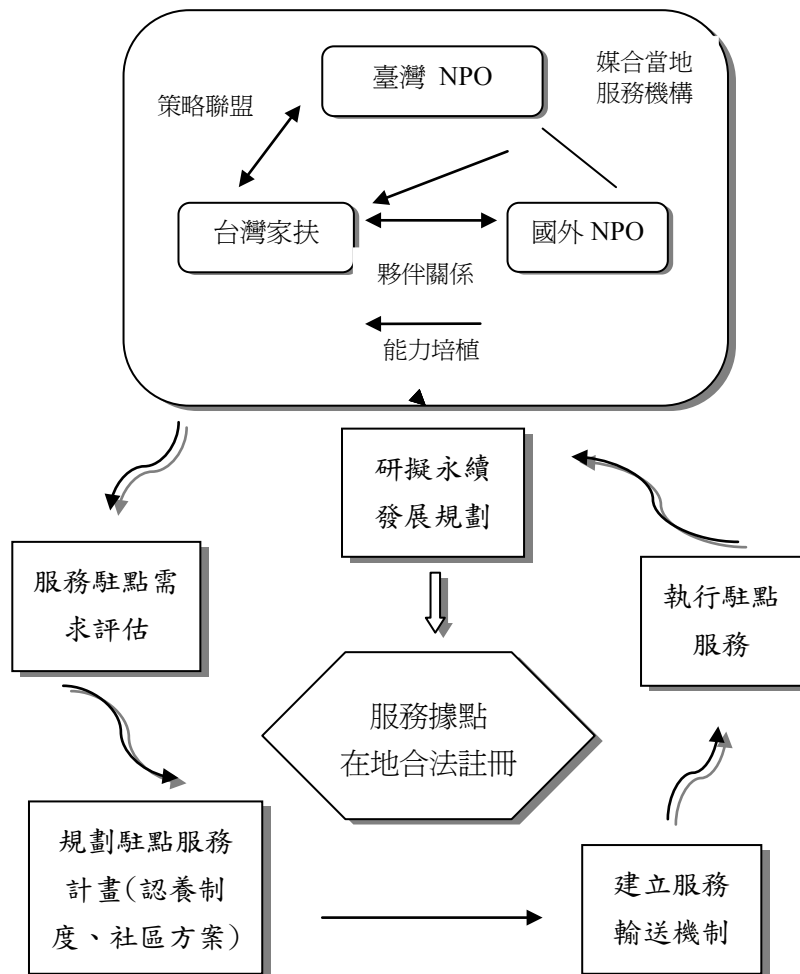 臺灣 NPO
媒合當地
服務機構
策略聯盟
台灣家扶
國外 NPO
夥伴關係
能力培植
研擬永續
發展規劃
服務駐點需
求評估
執行駐點
服務
服務據點
在地合法註冊
規劃駐點服務
計畫(認養制
度、社區方案)
建立服務
輸送機制